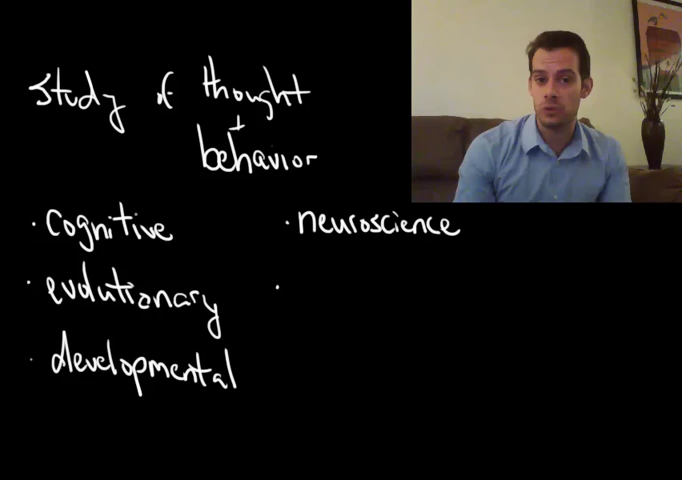 study of thought
+
behavior
· cognitive
· neuroscience
· evolutionary
·
· developmental